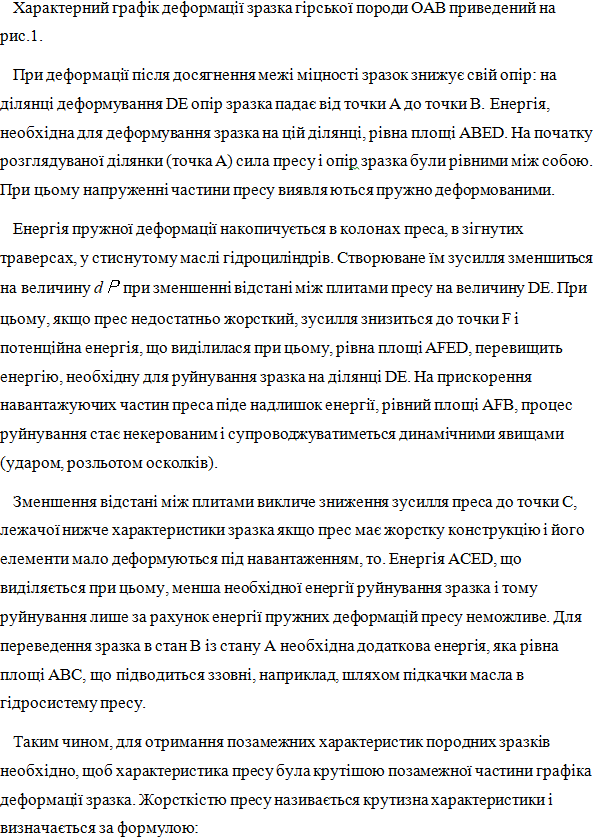 Характерний графік деформації зразка гірської породи ОАВ приведений на
рис.1.
При деформації після досягнення межі міцності зразок знижує свій опір: на
ділянці деформування DE опір зразка падає від точки А до точки В. Енергія,
необхідна для деформування зразка на цій ділянці, рівна площі ABED. На початку
розглядуваної ділянки (точка А) сила пресу і опір зразка були рівними між собою.
При цьому напруженні частини пресу виявля ються пружно деформованими.
Енергія пружної деформації накопичується в колонах преса, в зігнутих
траверсах, у стиснутому маслі гідроциліндрів. Створюване їм зусилля зменшиться
на величину d P при зменшенні відстані між плитами пресу на величину DE. При
цьому, якщо прес недостатньо жорсткий, зусилля знизиться до точки F і
потенційна енергія, що виділилася при цьому, рівна площі AFED, перевищить
енергію, необхідну для руйнування зразка на ділянці DE. На прискорення
навантажуючих частин преса піде надлишок енергії, рівний площі AFB, процес
руйнування стає некерованим і супроводжуватиметься динамічними явищами
(ударом, розльотом осколків).
Зменшення відстані між плитами викличе зниження зусилля преса до точки С,
лежачої нижче характеристики зразка якщо прес має жорстку конструкцію і його
елементи мало деформуються під навантаженням, то. Енергія ACED, що
виділяється при цьому, менша необхідної енергії руйнування зразка і тому
руйнування лише за рахунок енергії пружних деформацій пресу неможливе. Для
переведення зразка в стан В із стану А необхідна додаткова енергія, яка рівна
площі АВС, що підводиться ззовні, наприклад, шляхом підкачки масла в
гідросистему пресу.
Таким чином, для отримання позамежних характеристик породних зразків
необхідно, щоб характеристика пресу була крутішою позамежної частини графіка
деформації зразка. Жорсткістю пресу називається крутизна характеристики і
визначається за формулою: